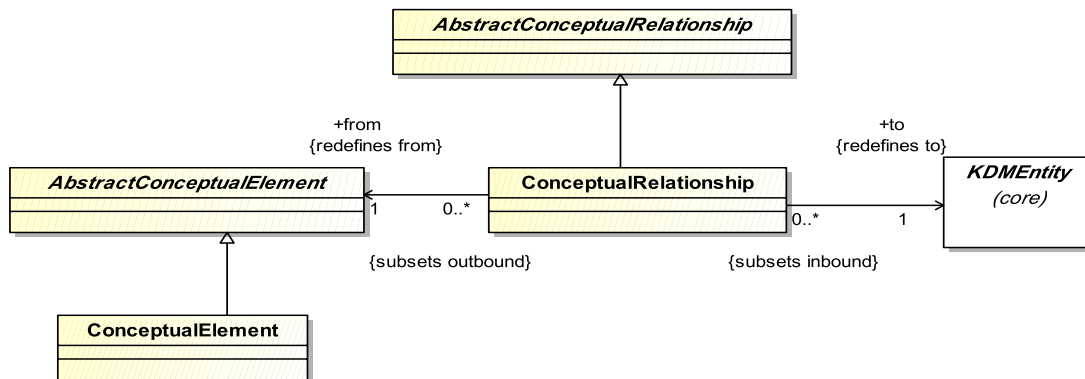 AbstractConceptualRelationship
+from
{redefines from}
+to
{redefines to}
AbstractConceptualElement
ConceptualRelationship
KDMEntity
(core)
1
0..*
0..*
1
{subsets outbound}
{subsets inbound}
ConceptualElement